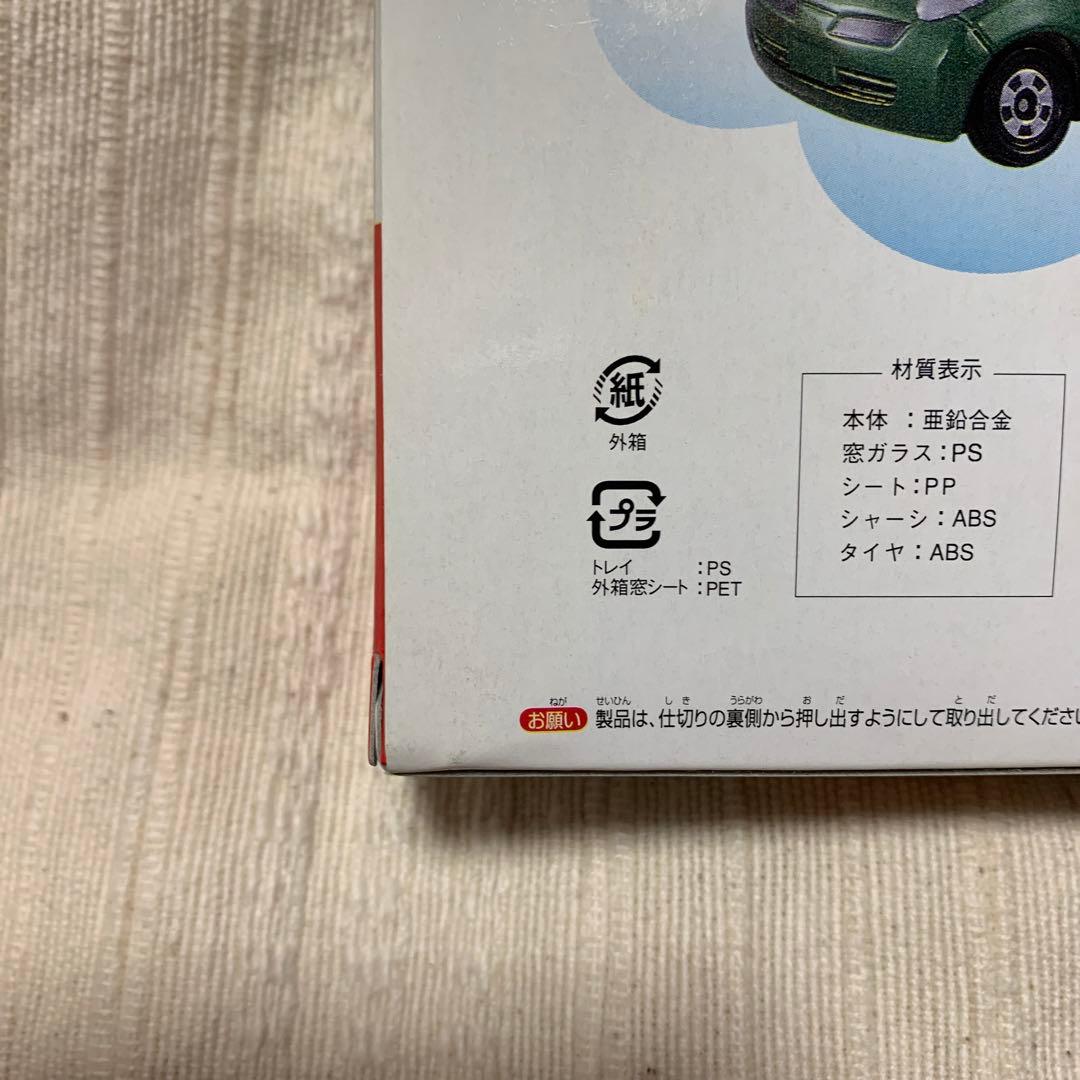 紙
外箱
プラ
トレイ :PS
外箱窓シート :PET
材質表示
本体 : 亜鉛合金
窓ガラス:PS
シート:PP
シャーシ:ABS
タイヤ:ABS
ねが せいひん しき うらがわ お だ と だ
お願い 製品は、仕切りの裏側から押し出すようにして取り出してくださ